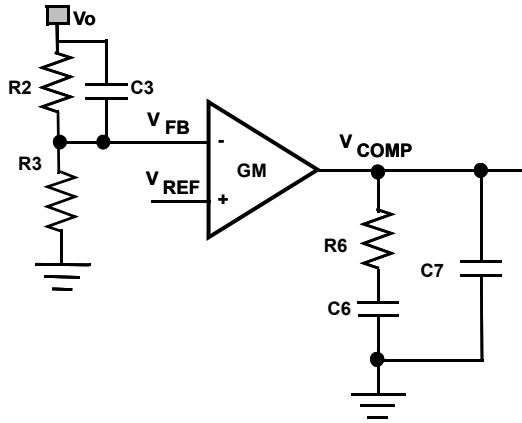 Vo
R2
C3
V FB
V COMP
R3
V REF
-
+
GM
R6
C7
C6